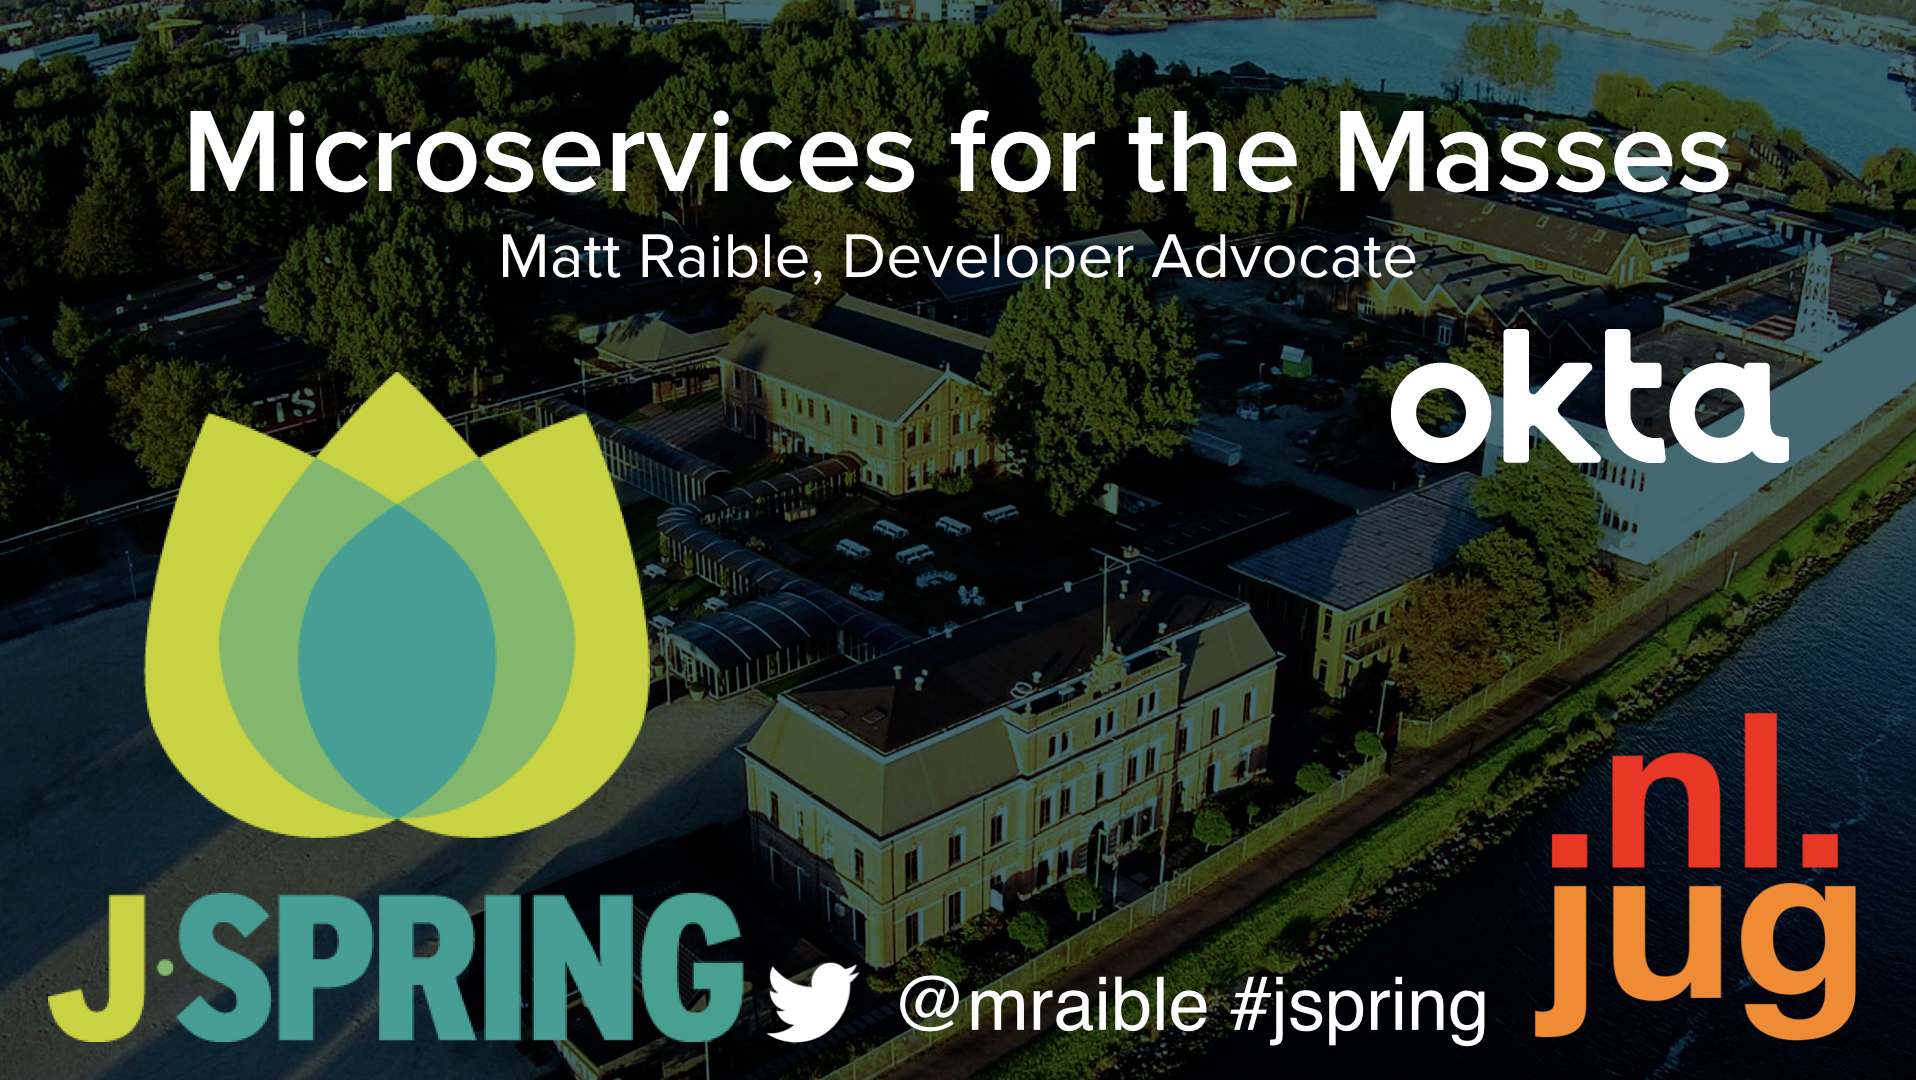 Microservices for the Masses
Matt Raible, Developer Advocate
okta
.nl.
jug
J·SPRING
@mraible #jspring